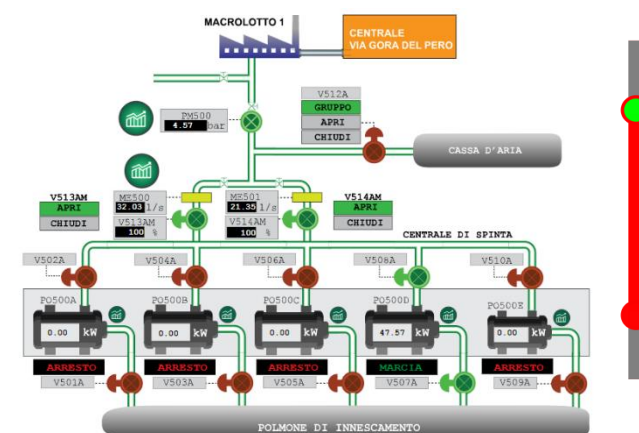 MACROLOTTO 1
CENTRALE
VIA GORA DEL PERO
V512A
GRUPPO
APRI
CHIUDI
PM500
4.57 bar
CASSA D'ARIA
V513AM
APRI
CHIUDI
ME500
32.03 l/s
V513AM
100 %
ME501
21.35 l/s
V514AM
100 %
V514AM
APRI
CHIUDI
CENTRALE DI SPINTA
V502A
V504A
V506A
V508A
V510A
PO500A
0.00 kW
PO500B
0.00 kW
PO500C
0.00 kW
PO500D
47.57 kW
PO500E
0.00 kW
ARRESTO
ARRESTO
ARRESTO
MARCIA
ARRESTO
V501A
V503A
V505A
V507A
V509A
POLMONE DI INNESCAMENTO